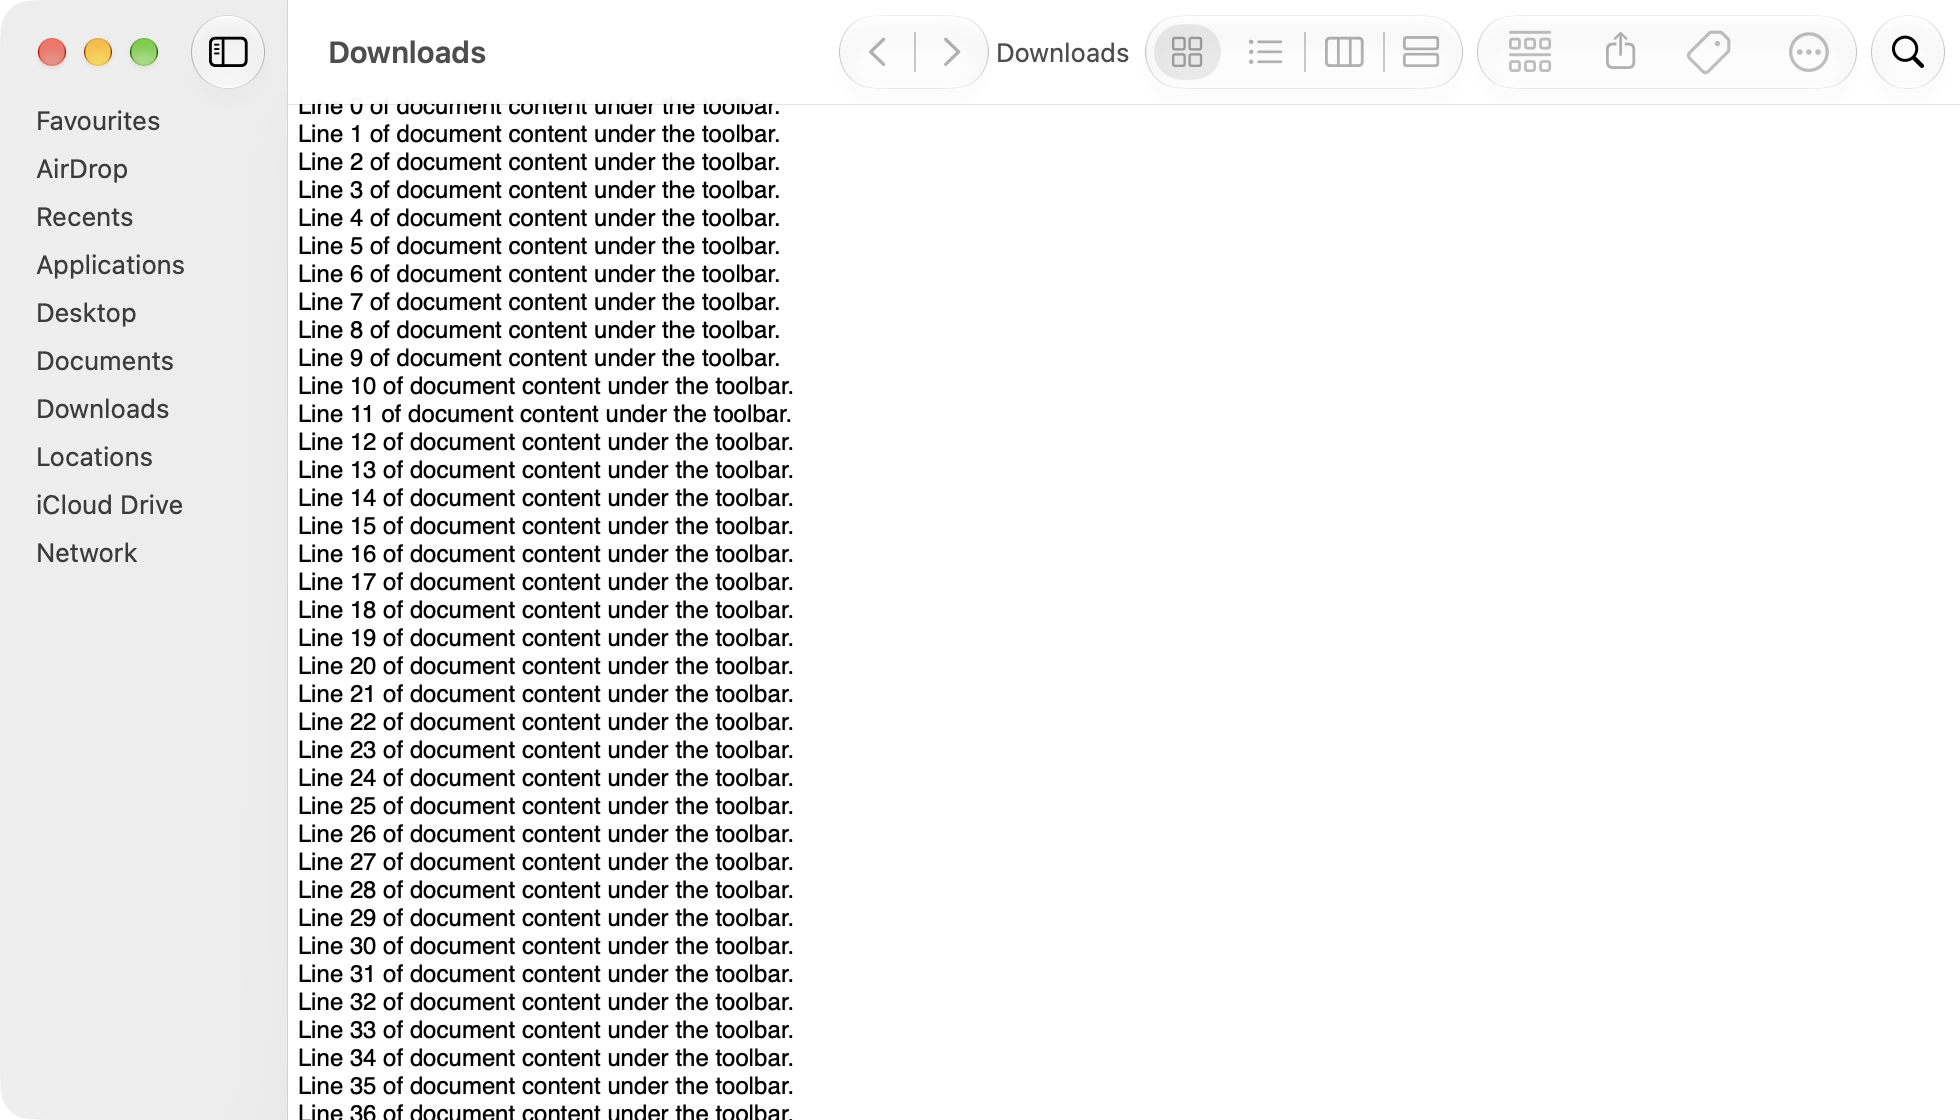 Downloads
Downloads
Favourites
AirDrop
Recents
Applications
Desktop
Documents
Downloads
Locations
iCloud Drive
Network
Line 0 of document content under the toolbar.
Line 1 of document content under the toolbar.
Line 2 of document content under the toolbar.
Line 3 of document content under the toolbar.
Line 4 of document content under the toolbar.
Line 5 of document content under the toolbar.
Line 6 of document content under the toolbar.
Line 7 of document content under the toolbar.
Line 8 of document content under the toolbar.
Line 9 of document content under the toolbar.
Line 10 of document content under the toolbar.
Line 11 of document content under the toolbar.
Line 12 of document content under the toolbar.
Line 13 of document content under the toolbar.
Line 14 of document content under the toolbar.
Line 15 of document content under the toolbar.
Line 16 of document content under the toolbar.
Line 17 of document content under the toolbar.
Line 18 of document content under the toolbar.
Line 19 of document content under the toolbar.
Line 20 of document content under the toolbar.
Line 21 of document content under the toolbar.
Line 22 of document content under the toolbar.
Line 23 of document content under the toolbar.
Line 24 of document content under the toolbar.
Line 25 of document content under the toolbar.
Line 26 of document content under the toolbar.
Line 27 of document content under the toolbar.
Line 28 of document content under the toolbar.
Line 29 of document content under the toolbar.
Line 30 of document content under the toolbar.
Line 31 of document content under the toolbar.
Line 32 of document content under the toolbar.
Line 33 of document content under the toolbar.
Line 34 of document content under the toolbar.
Line 35 of document content under the toolbar.
Line 36 of document content under the toolbar.